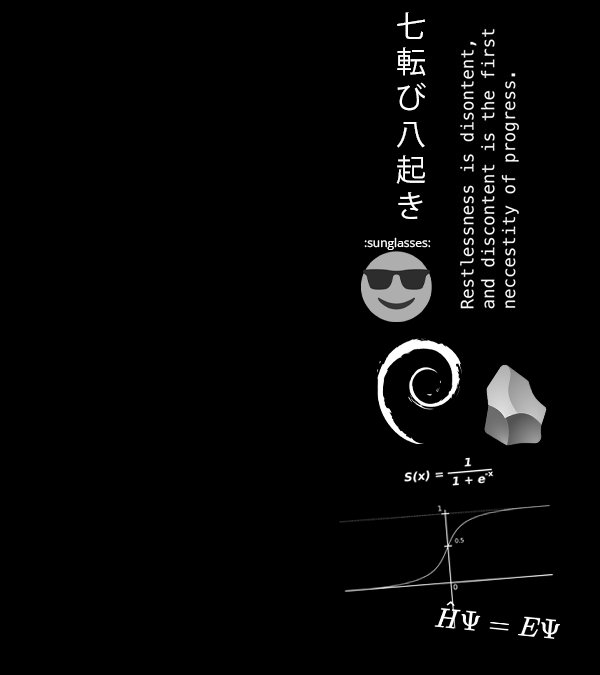 七転び八起き
Restlessness is disontent,
and discontent is the first
neccestity of progress.
:sunglasses:
S(x) = 1 / 1 + e^-x
1
0.5
0
ĤΨ = EΨ